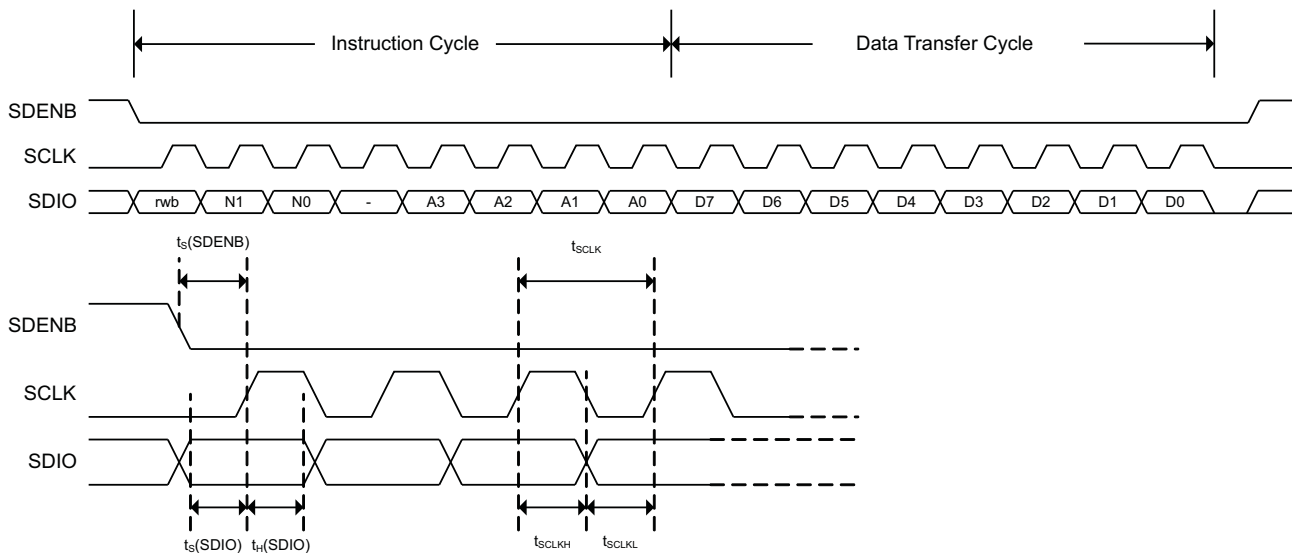 Instruction Cycle Data Transfer Cycle
SDENB
SCLK
SDIO rwb N1 N0 - A3 A2 A1 A0 D7 D6 D5 D4 D3 D2 D1 D0
tS(SDENB) tSCLK
SDENB
SCLK
SDIO
tS(SDIO) tH(SDIO) tSCLKH tSCLKL